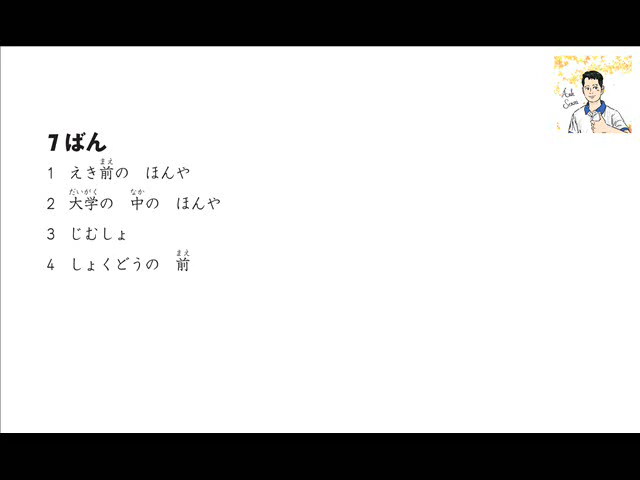 7ばん
1 えき前の ほんや
2 大学の 中の ほんや
3 じむしょ
4 しょくどうの 前